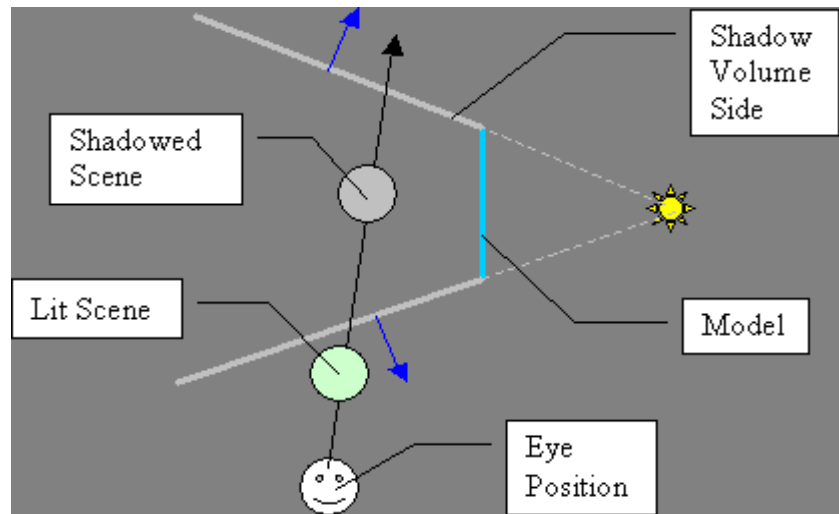 Shadow
Volume
Side
Shadowed
Scene
Lit Scene
Model
Eye
Position